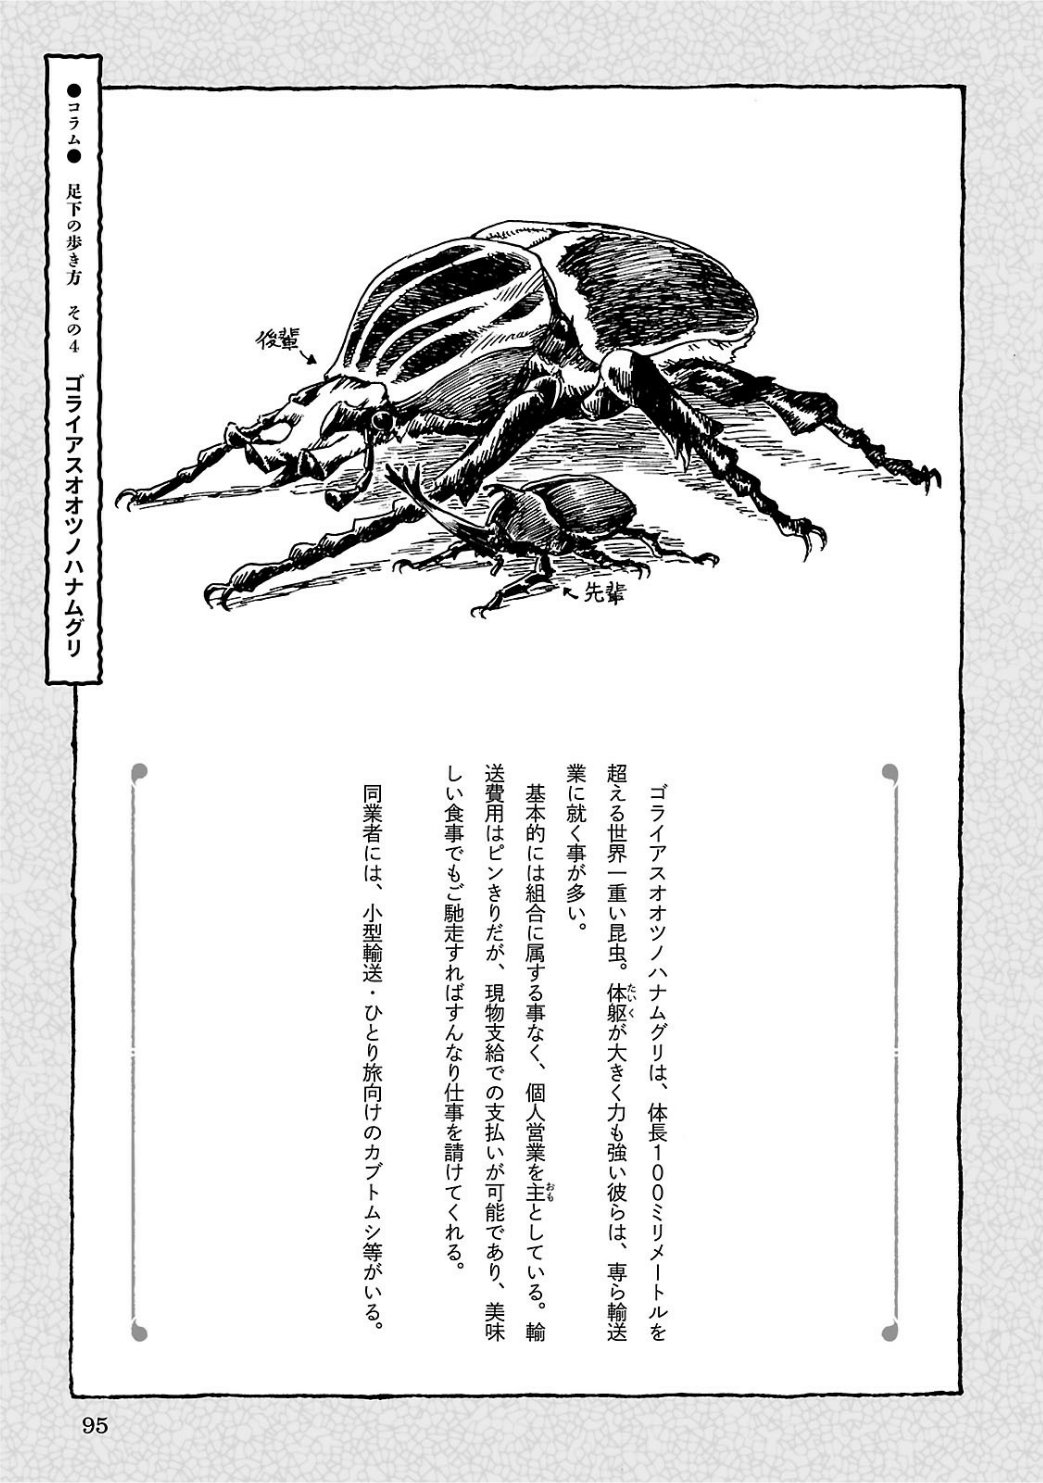 ●コラム● 足下の歩き方 その4 ゴライアスオオツノハナムグリ
後輩
先輩
ゴライアスオオツノハナムグリは、体長100ミリメートルを
超える世界一重い昆虫。体躯が大きく力も強い彼らは、専ら輸送
たいく
業に就く事が多い。
基本的には組合に属する事なく、個人営業を主としている。輸
おも
送費用はピンきりだが、現物支給での支払いが可能であり、美味
しい食事でもご馳走すればすんなり仕事を請けてくれる。
同業者には、小型輸送・ひとり旅向けのカブトムシ等がいる。
95